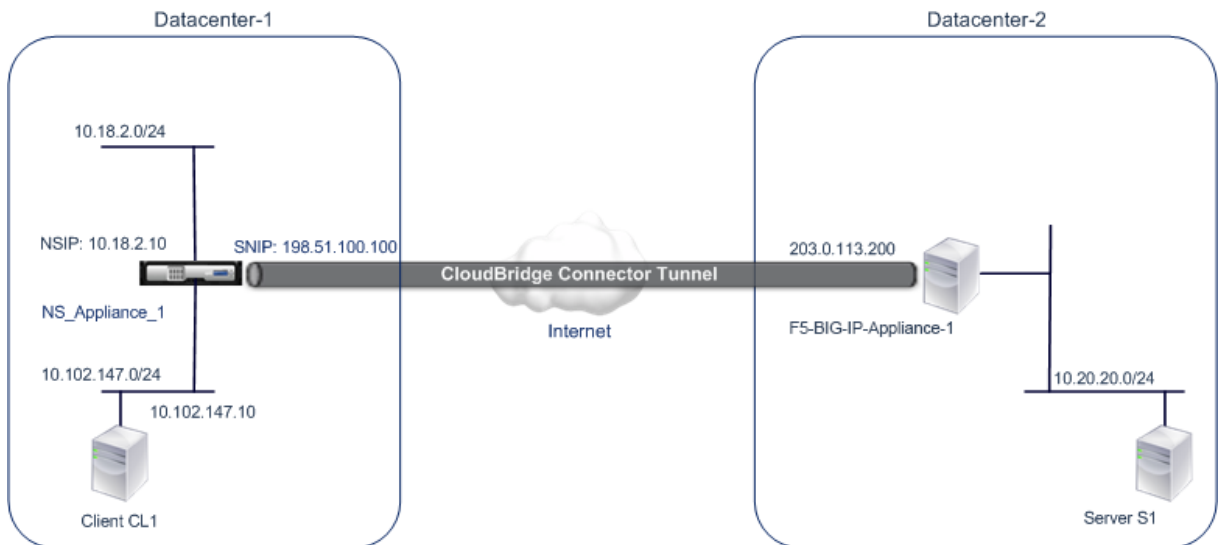 Datacenter-1
Datacenter-2
10.18.2.0/24
NSIP: 10.18.2.10
SNIP: 198.51.100.100
203.0.113.200
CloudBridge Connector Tunnel
NS_Appliance_1
Internet
F5-BIG-IP-Appliance-1
10.102.147.0/24
10.20.20.0/24
10.102.147.10
Client CL1
Server S1